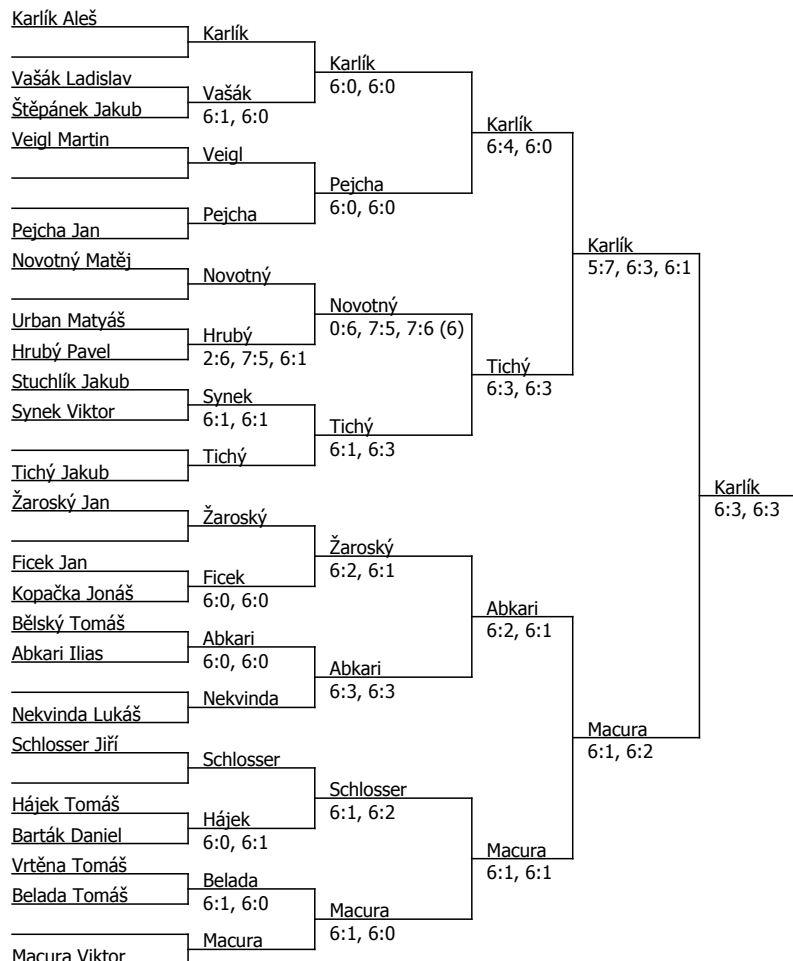 Karlík Aleš
Vašák Ladislav
Štěpánek Jakub
Veigl Martin
Pejcha Jan
Novotný Matěj
Urban Matyáš
Hrubý Pavel
Stuchlík Jakub
Synek Viktor
Tichý Jakub
Žaroský Jan
Ficek Jan
Kopačka Jonáš
Bělský Tomáš
Abkari Ilias
Nekvinda Lukáš
Schlosser Jiří
Hájek Tomáš
Barták Daniel
Vrtěna Tomáš
Belada Tomáš
Macura Viktor
Karlík
Vašák
6:1, 6:0
Veigl
Pejcha
Novotný
Hrubý
2:6, 7:5, 6:1
Synek
6:1, 6:1
Tichý
Žaroský
Ficek
6:0, 6:0
Abkari
6:0, 6:0
Nekvinda
Schlosser
Hájek
6:0, 6:1
Belada
6:1, 6:0
Macura
Karlík
6:0, 6:0
Pejcha
6:0, 6:0
Novotný
0:6, 7:5, 7:6 (6)
Tichý
6:1, 6:3
Žaroský
6:2, 6:1
Abkari
6:3, 6:3
Schlosser
6:1, 6:2
Macura
6:1, 6:0
Karlík
6:4, 6:0
Tichý
6:3, 6:3
Abkari
6:2, 6:1
Macura
6:1, 6:1
Karlík
5:7, 6:3, 6:1
Macura
6:1, 6:2
Karlík
6:3, 6:3